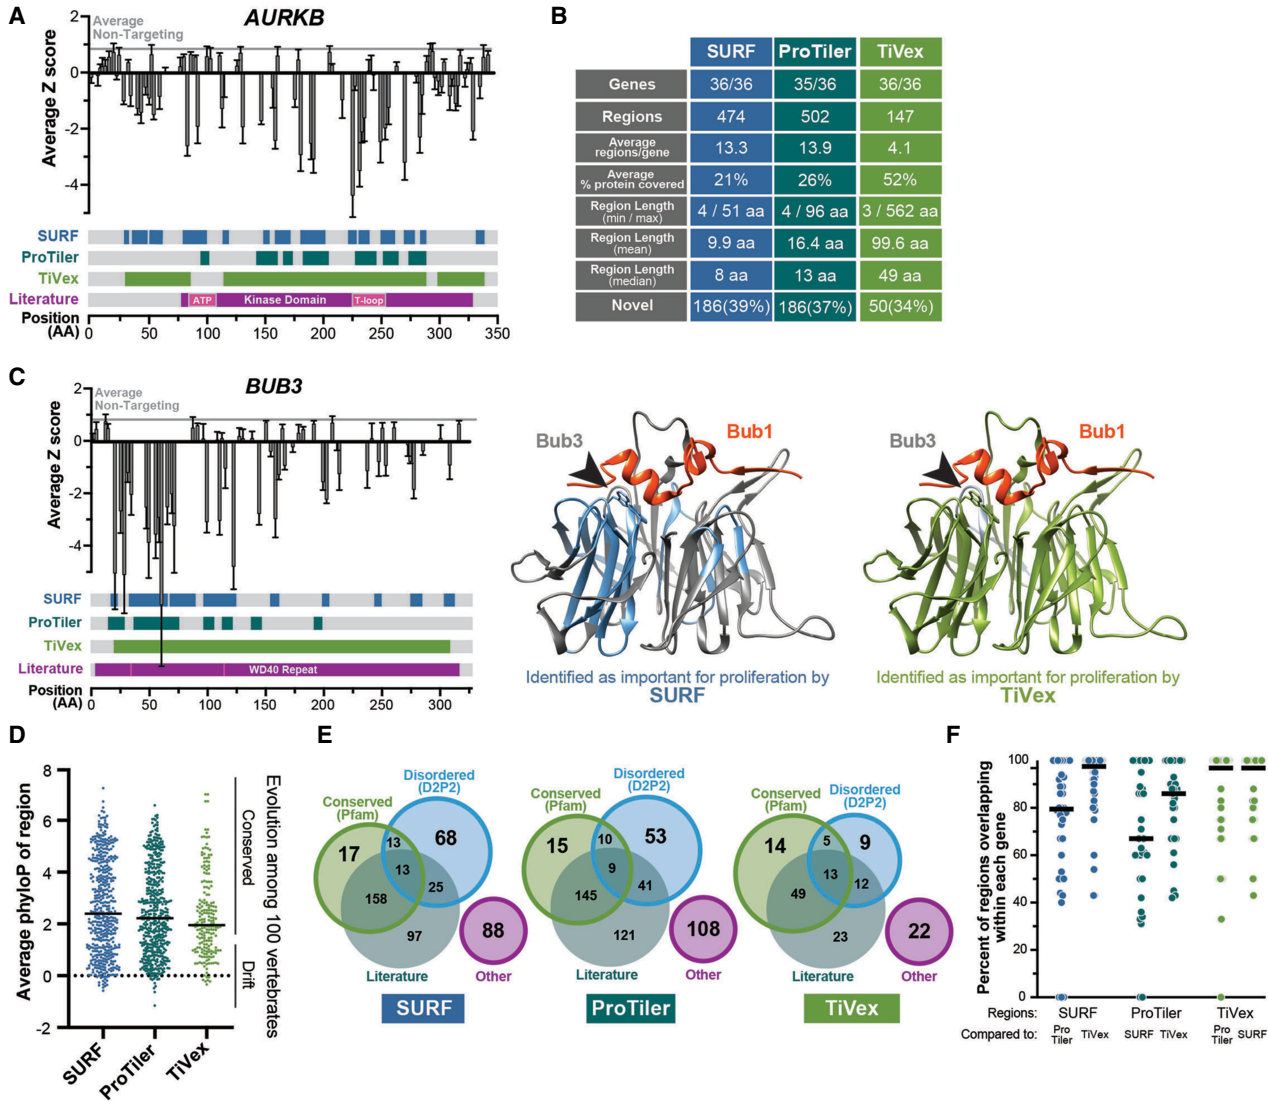 A
AURKB
Average
Non-Targeting
Average Z score
2
0
-2
-4
SURF
ProTiler
TiVex
Literature
ATP
Kinase Domain
T-loop
Position
(AA)
0 50 100 150 200 250 300 350
B
SURF ProTiler TiVex
Genes 36/36 35/36 36/36
Regions 474 502 147
Average
regions/gene 13.3 13.9 4.1
Average
% protein covered 21% 26% 52%
Region Length
(min / max) 4 / 51 aa 4 / 96 aa 3 / 562 aa
Region Length
(mean) 9.9 aa 16.4 aa 99.6 aa
Region Length
(median) 8 aa 13 aa 49 aa
Novel 186(39%) 186(37%) 50(34%)
C
BUB3
Average
Non-Targeting
Average Z score
2
0
-2
-4
SURF
ProTiler
TiVex
Literature
WD40 Repeat
Position
(AA)
0 50 100 150 200 250 300
Bub3
Bub1
Identified as important for proliferation by
SURF
Bub3
Bub1
Identified as important for proliferation by
TiVex
D
Average phyloP of region
8
6
4
2
0
-2
SURF
ProTiler
TiVex
Conserved
Drift
Evolution among 100 vertebrates
E
Disordered
(D2P2)
Conserved
(Pfam)
17
13
68
13
158
25
97
88
Literature
Other
SURF
Disordered
(D2P2)
Conserved
(Pfam)
15
10
53
9
145
41
121
108
Literature
Other
ProTiler
Disordered
(D2P2)
Conserved
(Pfam)
14
5
9
13
49
12
23
22
Literature
Other
TiVex
F
Percent of regions overlapping
within each gene
100
80
60
40
20
0
Regions: SURF ProTiler TiVex
Compared to: Pro
Tiler TiVex SURF TiVex Pro
Tiler SURF